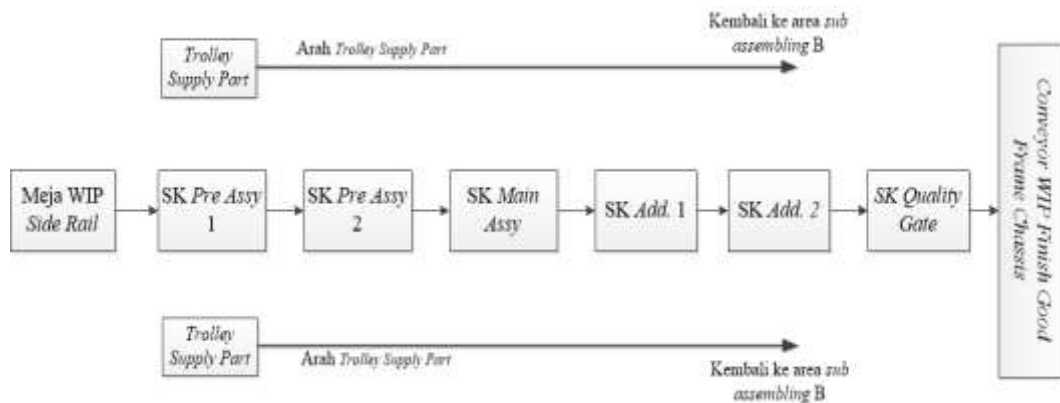 Trolley
Supply Part
Arah Trolley Supply Part
Kembali ke area sub
assembling B
Meja WIP
Side Rail
SK Pre Assy
1
SK Pre Assy
2
SK Main
Assy
SK Add. 1
SK Add. 2
SK Quality
Gate
Conveyor WIP Finish Good
Frame Chassis
Trolley
Supply Part
Arah Trolley Supply Part
Kembali ke area sub
assembling B